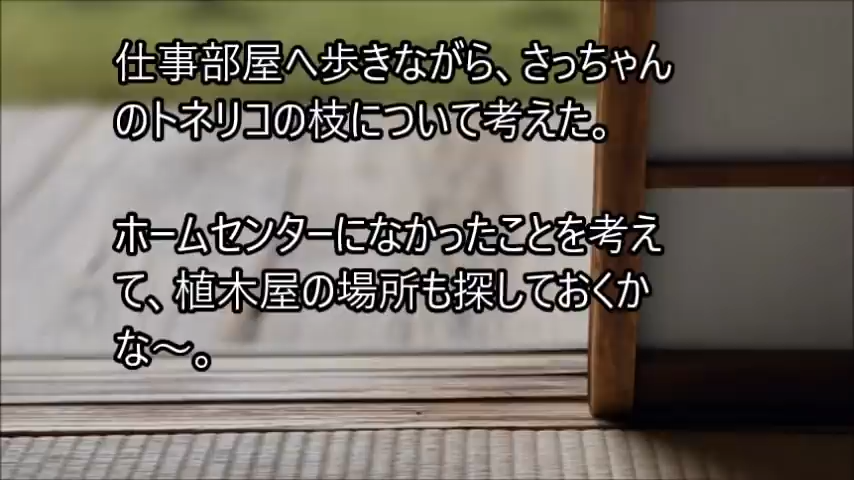 仕事部屋へ歩きながら、さっちゃん
のトネリコの枝について考えた。
ホームセンターになかったことを考え
て、植木屋の場所も探しておくか
な～。